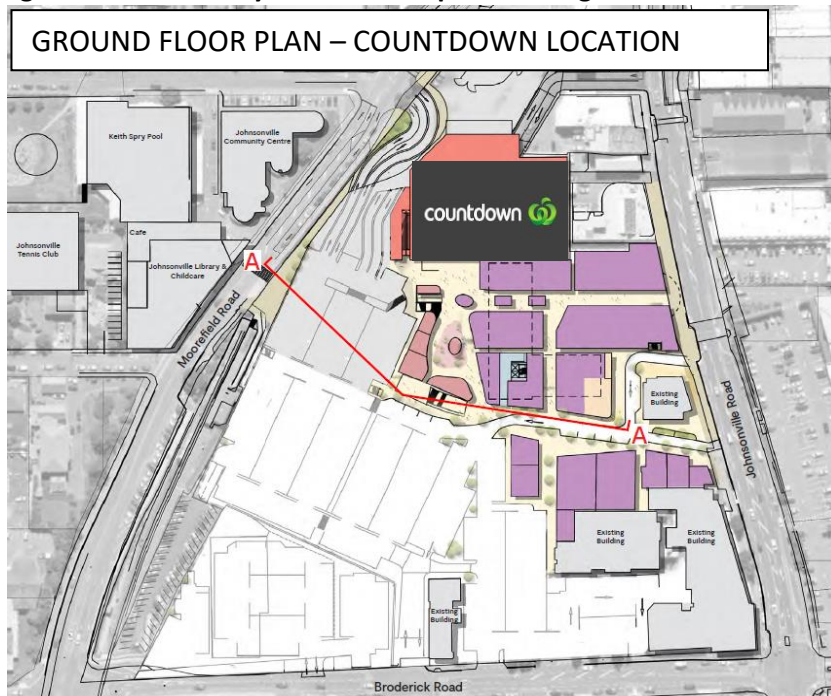 GROUND FLOOR PLAN – COUNTDOWN LOCATION
Keith Spry Pool
Johnsonville
Community Centre
countdown
Cafe
Johnsonville
Tennis Club
Johnsonville Library &
Childcare
A
Moorefield Road
Existing
Building
A
Johnsonville Road
Existing
Building
Existing
Building
Existing
Building
Broderick Road